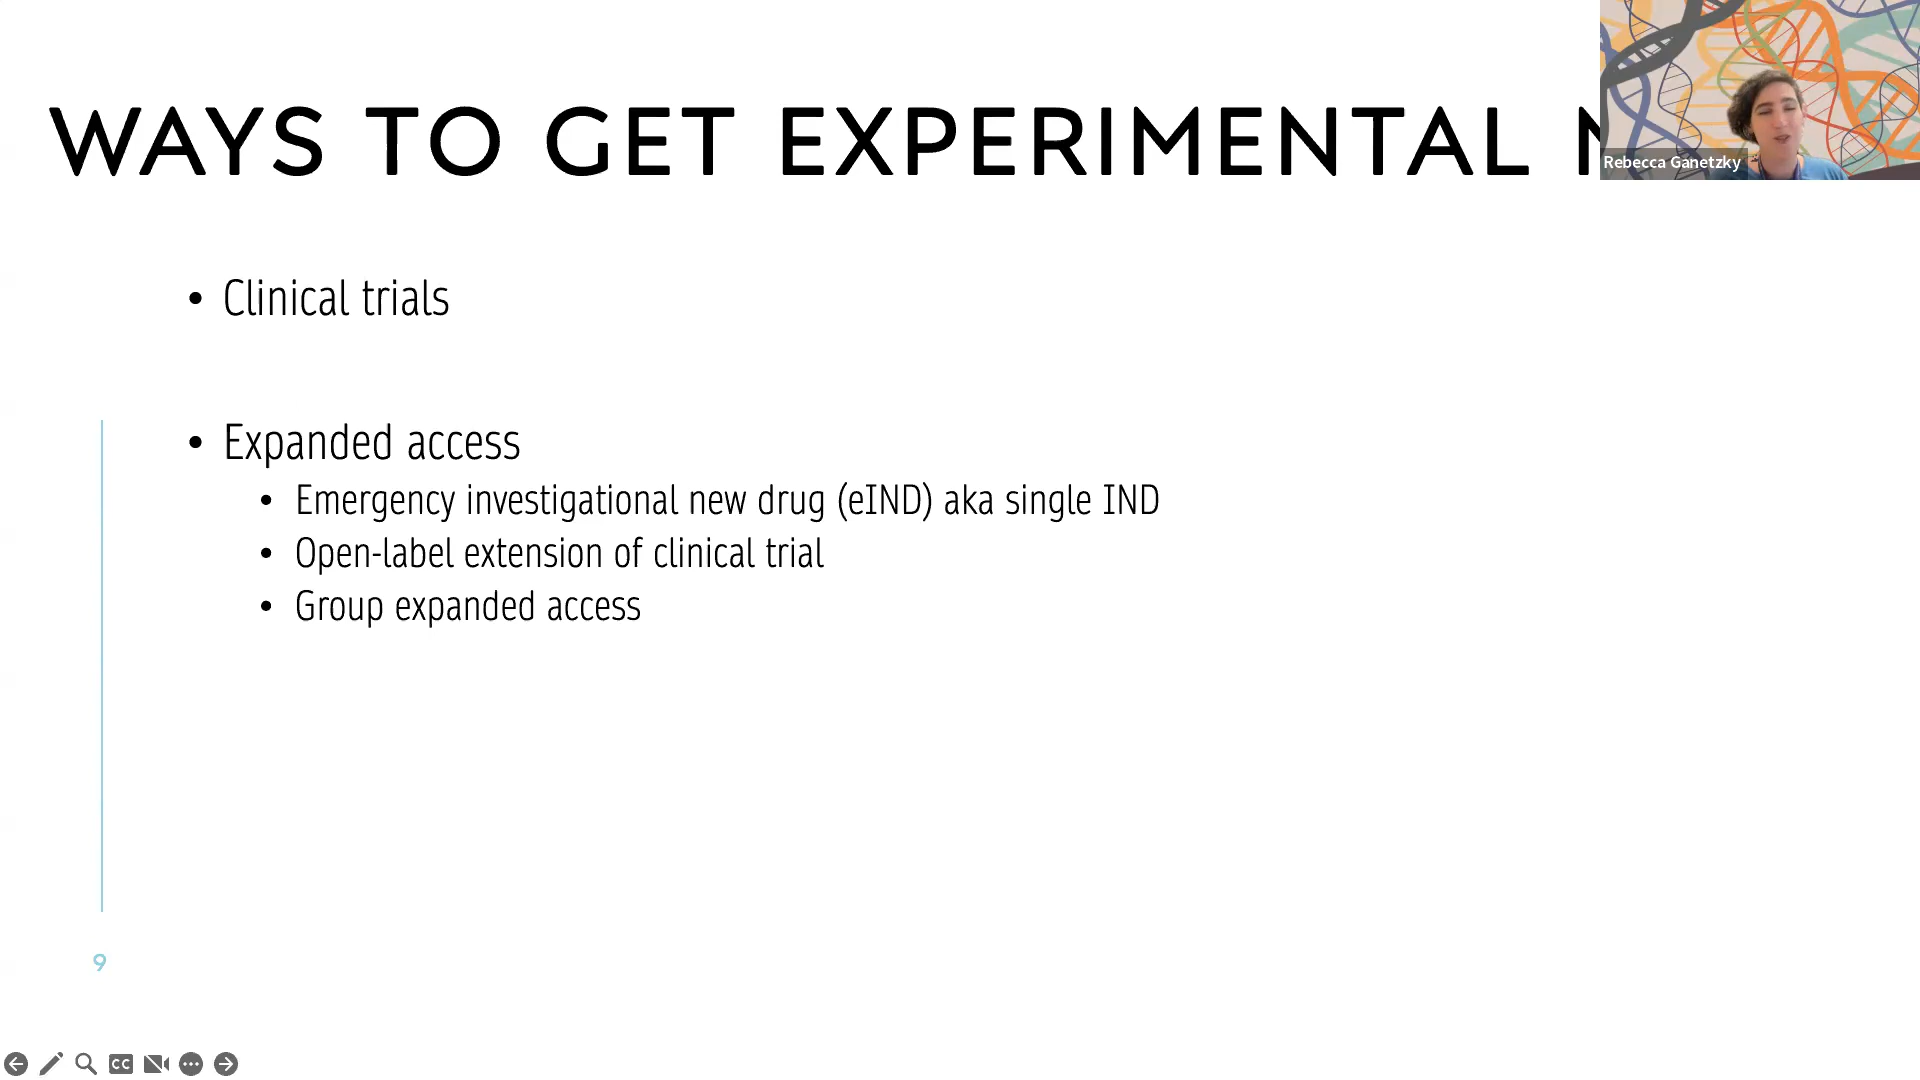 WAYS TO GET EXPERIMENTAL
Rebecca Ganetzky
• Clinical trials
• Expanded access
• Emergency investigational new drug (eIND) aka single IND
• Open-label extension of clinical trial
• Group expanded access
9
CC